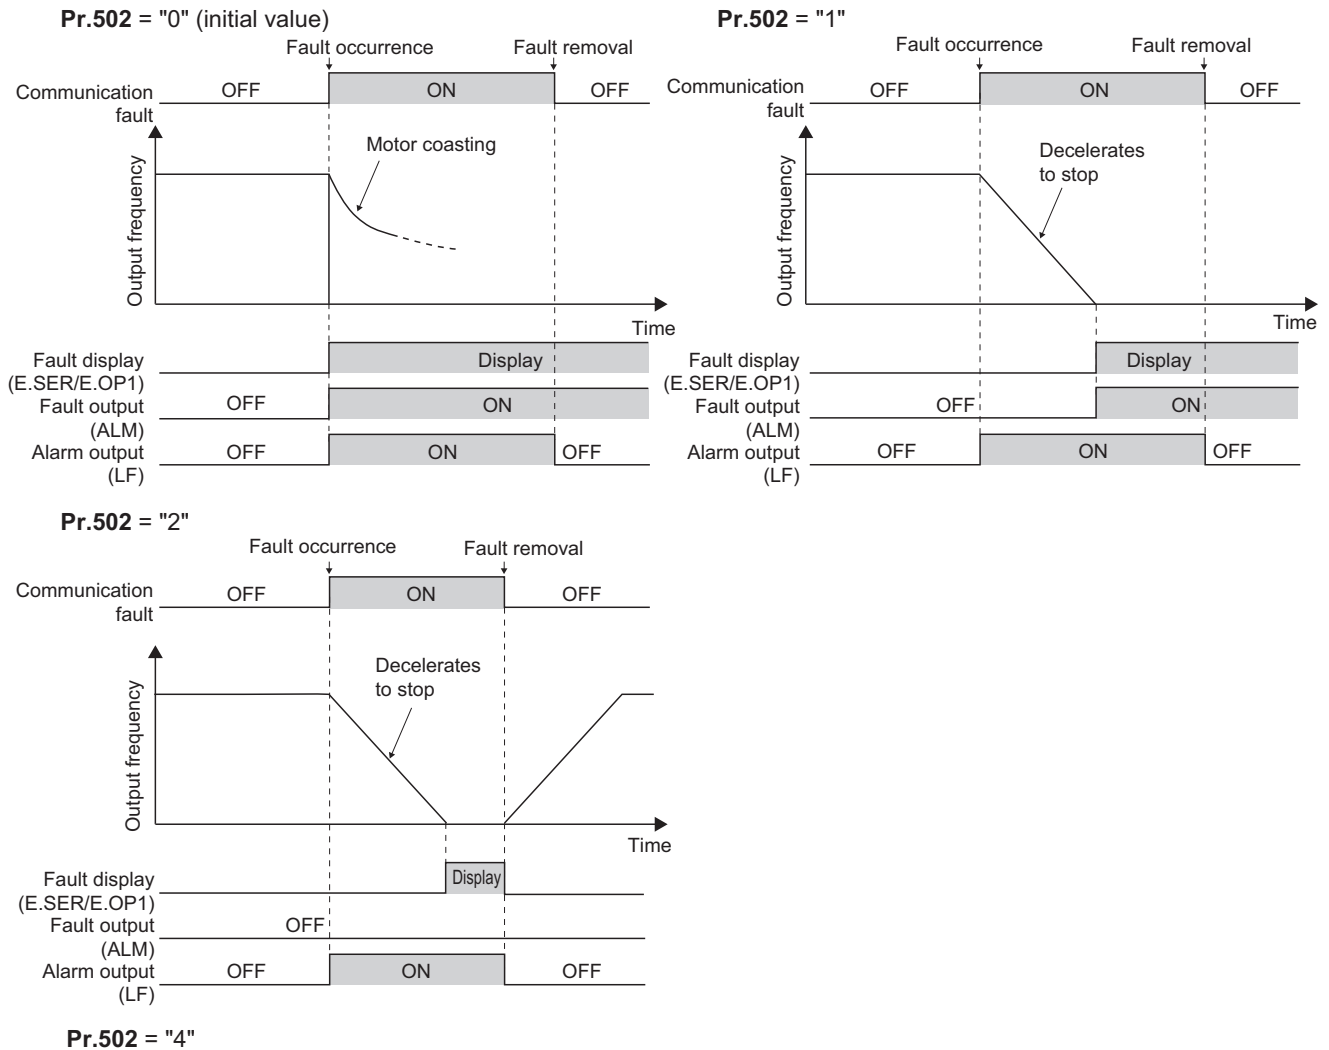 Pr.502 = "0" (initial value)
Fault occurrence
Fault removal
Communication
fault
OFF
ON
OFF
Motor coasting
Output frequency
Time
Fault display
(E.SER/E.OP1)
Display
Fault output
(ALM)
OFF
ON
Alarm output
(LF)
OFF
ON
OFF
Pr.502 = "1"
Fault occurrence
Fault removal
Communication
fault
OFF
ON
OFF
Decelerates
to stop
Output frequency
Time
Fault display
(E.SER/E.OP1)
Display
Fault output
(ALM)
OFF
ON
Alarm output
(LF)
OFF
ON
OFF
Pr.502 = "2"
Fault occurrence
Fault removal
Communication
fault
OFF
ON
OFF
Decelerates
to stop
Output frequency
Time
Fault display
(E.SER/E.OP1)
Display
Fault output
(ALM)
OFF
Alarm output
(LF)
OFF
ON
OFF
Pr.502 = "4"